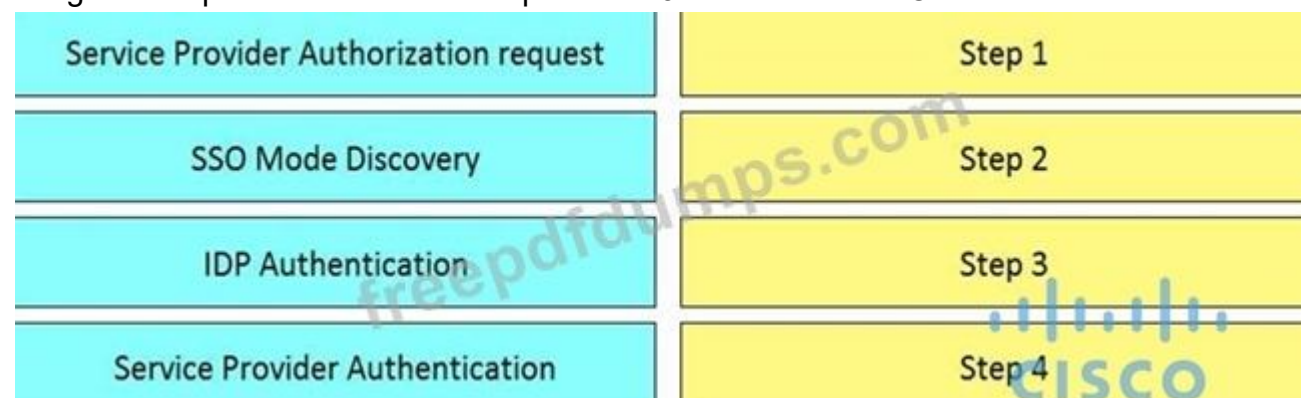 Service Provider Authorization request
Step 1
SSO Mode Discovery
Step 2
freepdfdumps.com
IDP Authentication
Step 3
Service Provider Authentication
Step 4
CISCO